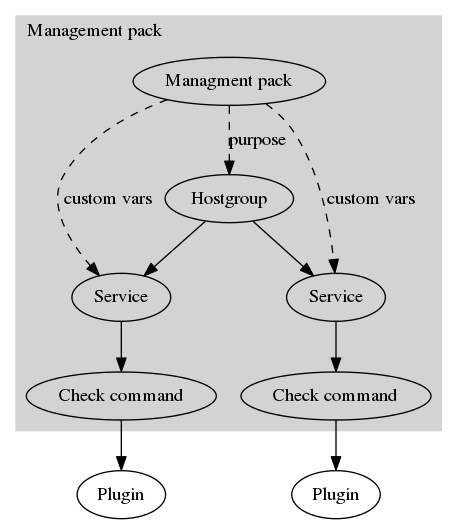 Management pack
Managment pack
purpose
custom vars
Hostgroup
custom vars
Service
Service
Check command
Check command
Plugin
Plugin